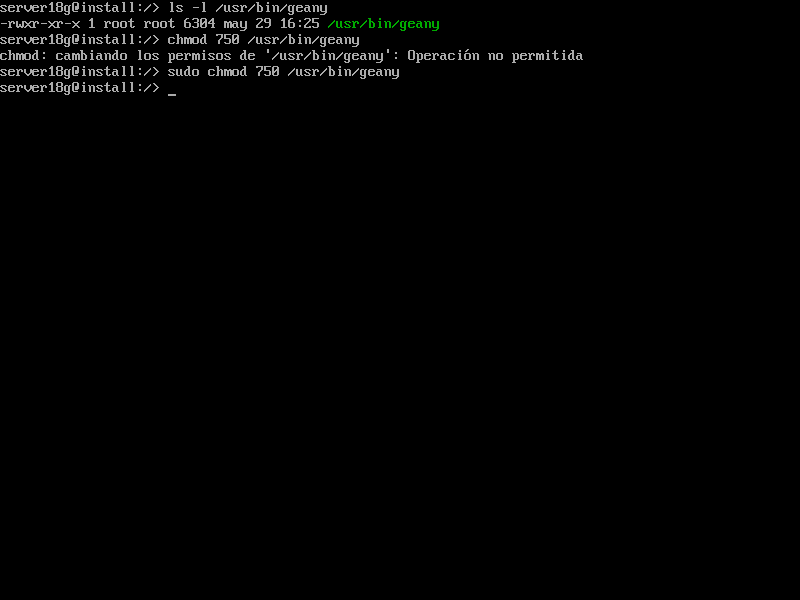 server18g@install:/> ls -l /usr/bin/geany
-rwxr-xr-x 1 root root 6304 may 29 16:25 /usr/bin/geany
server18g@install:/> chmod 750 /usr/bin/geany
chmod: cambiando los permisos de '/usr/bin/geany': Operación no permitida
server18g@install:/> sudo chmod 750 /usr/bin/geany
server18g@install:/> _